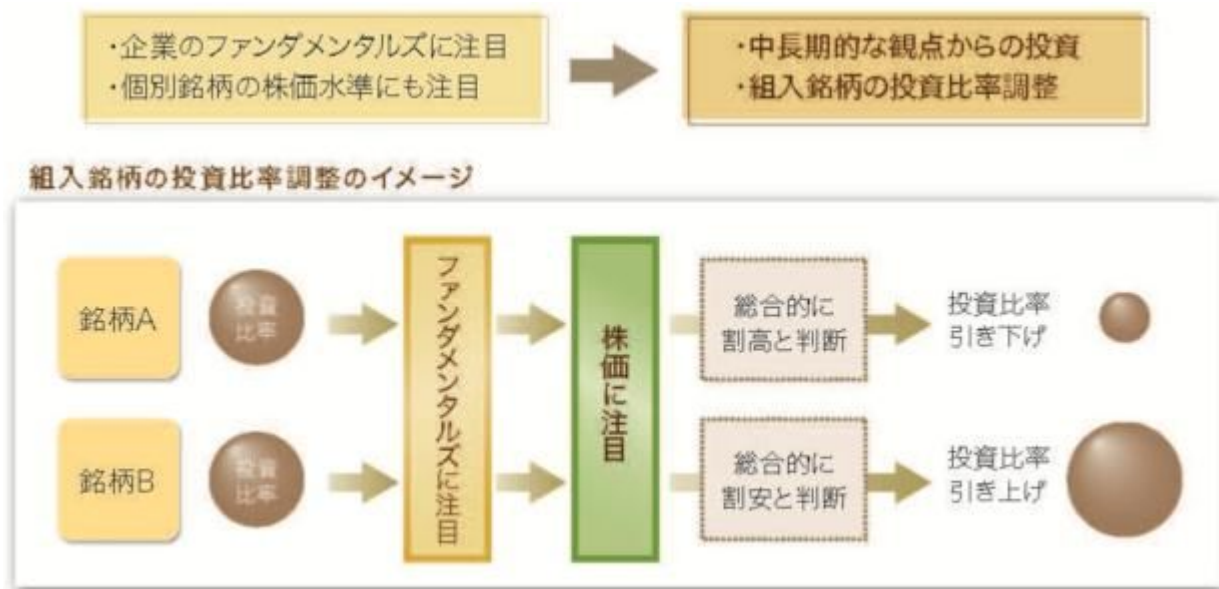 ・企業のファンダメンタルズに注目
・個別銘柄の株価水準にも注目
・中長期的な観点からの投資
・組入銘柄の投資比率調整
組入銘柄の投資比率調整のイメージ
銘柄A
投資
比率
ファンダメンタルズに注目
株価に注目
総合的に
割高と判断
投資比率
引き下げ
銘柄B
投資
比率
総合的に
割安と判断
投資比率
引き上げ